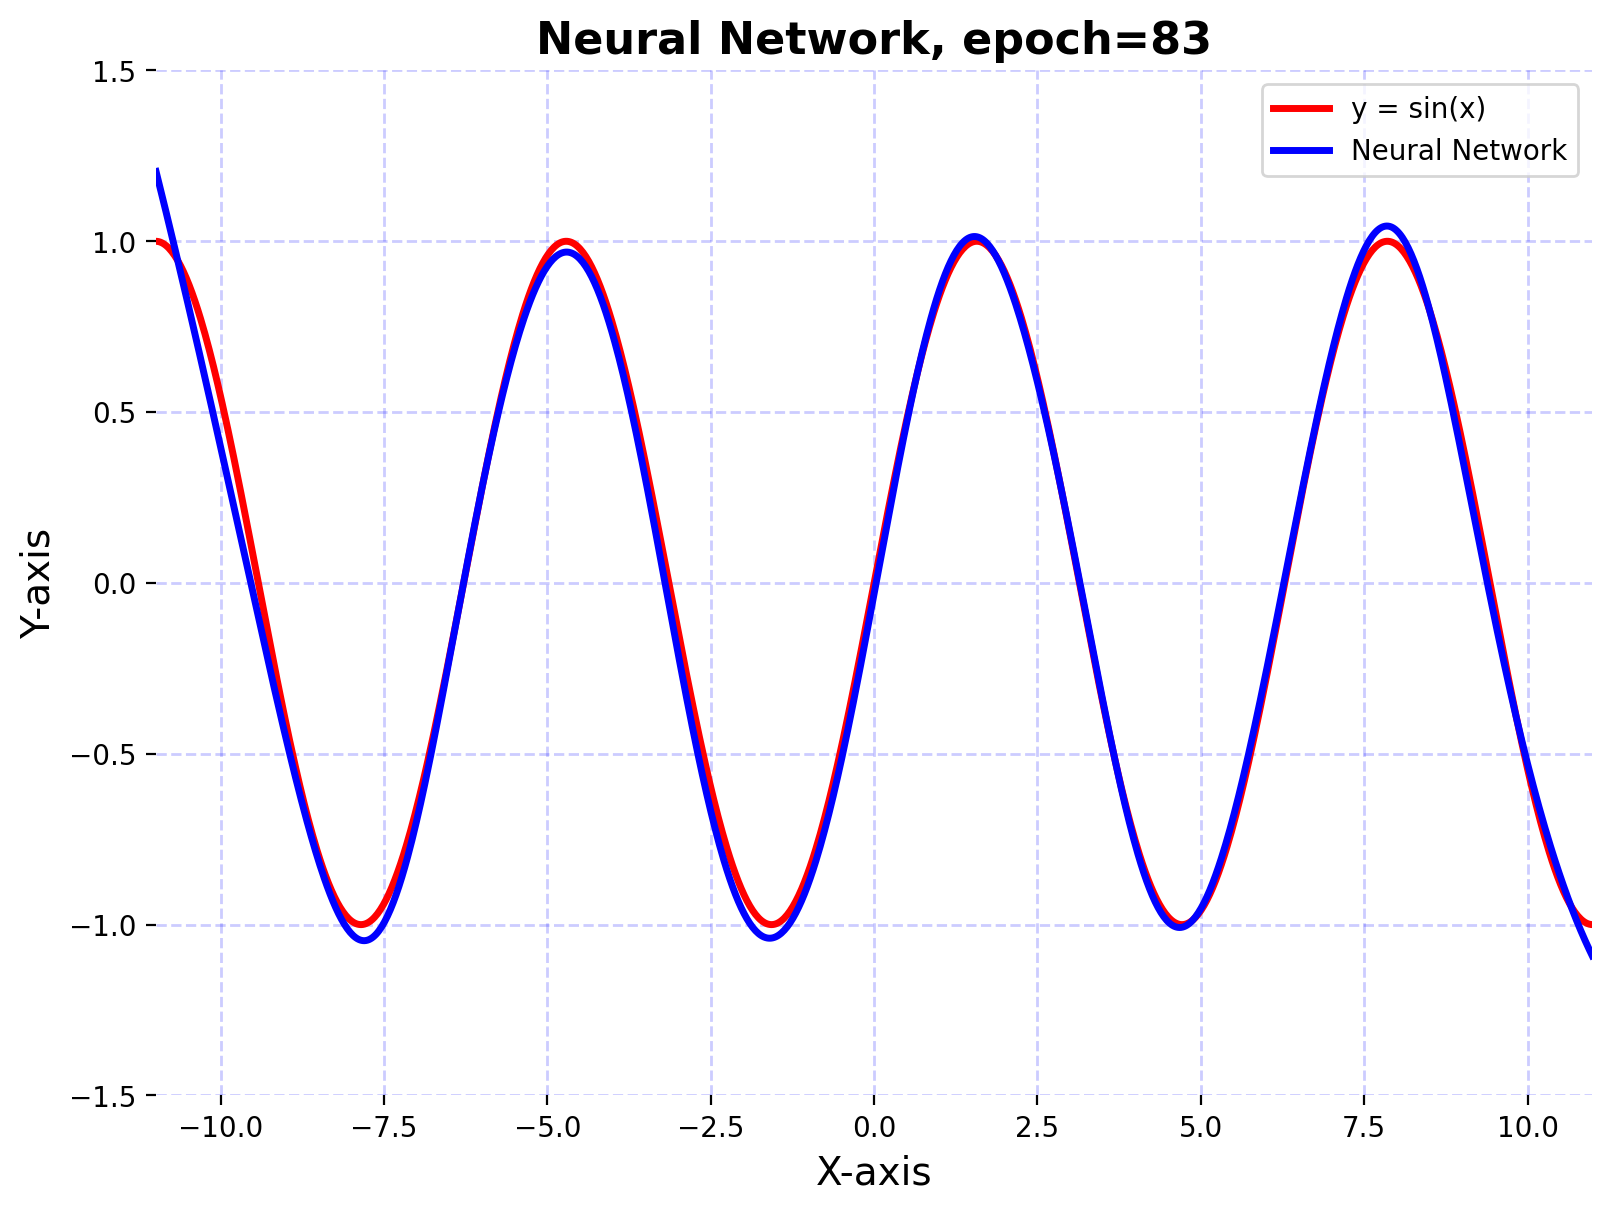 Neural Network, epoch=83
1.5
y = sin(x)
Neural Network
1.0
0.5
0.0
−0.5
−1.0
−1.5
Y-axis
−10.0 −7.5 −5.0 −2.5 0.0 2.5 5.0 7.5 10.0
X-axis